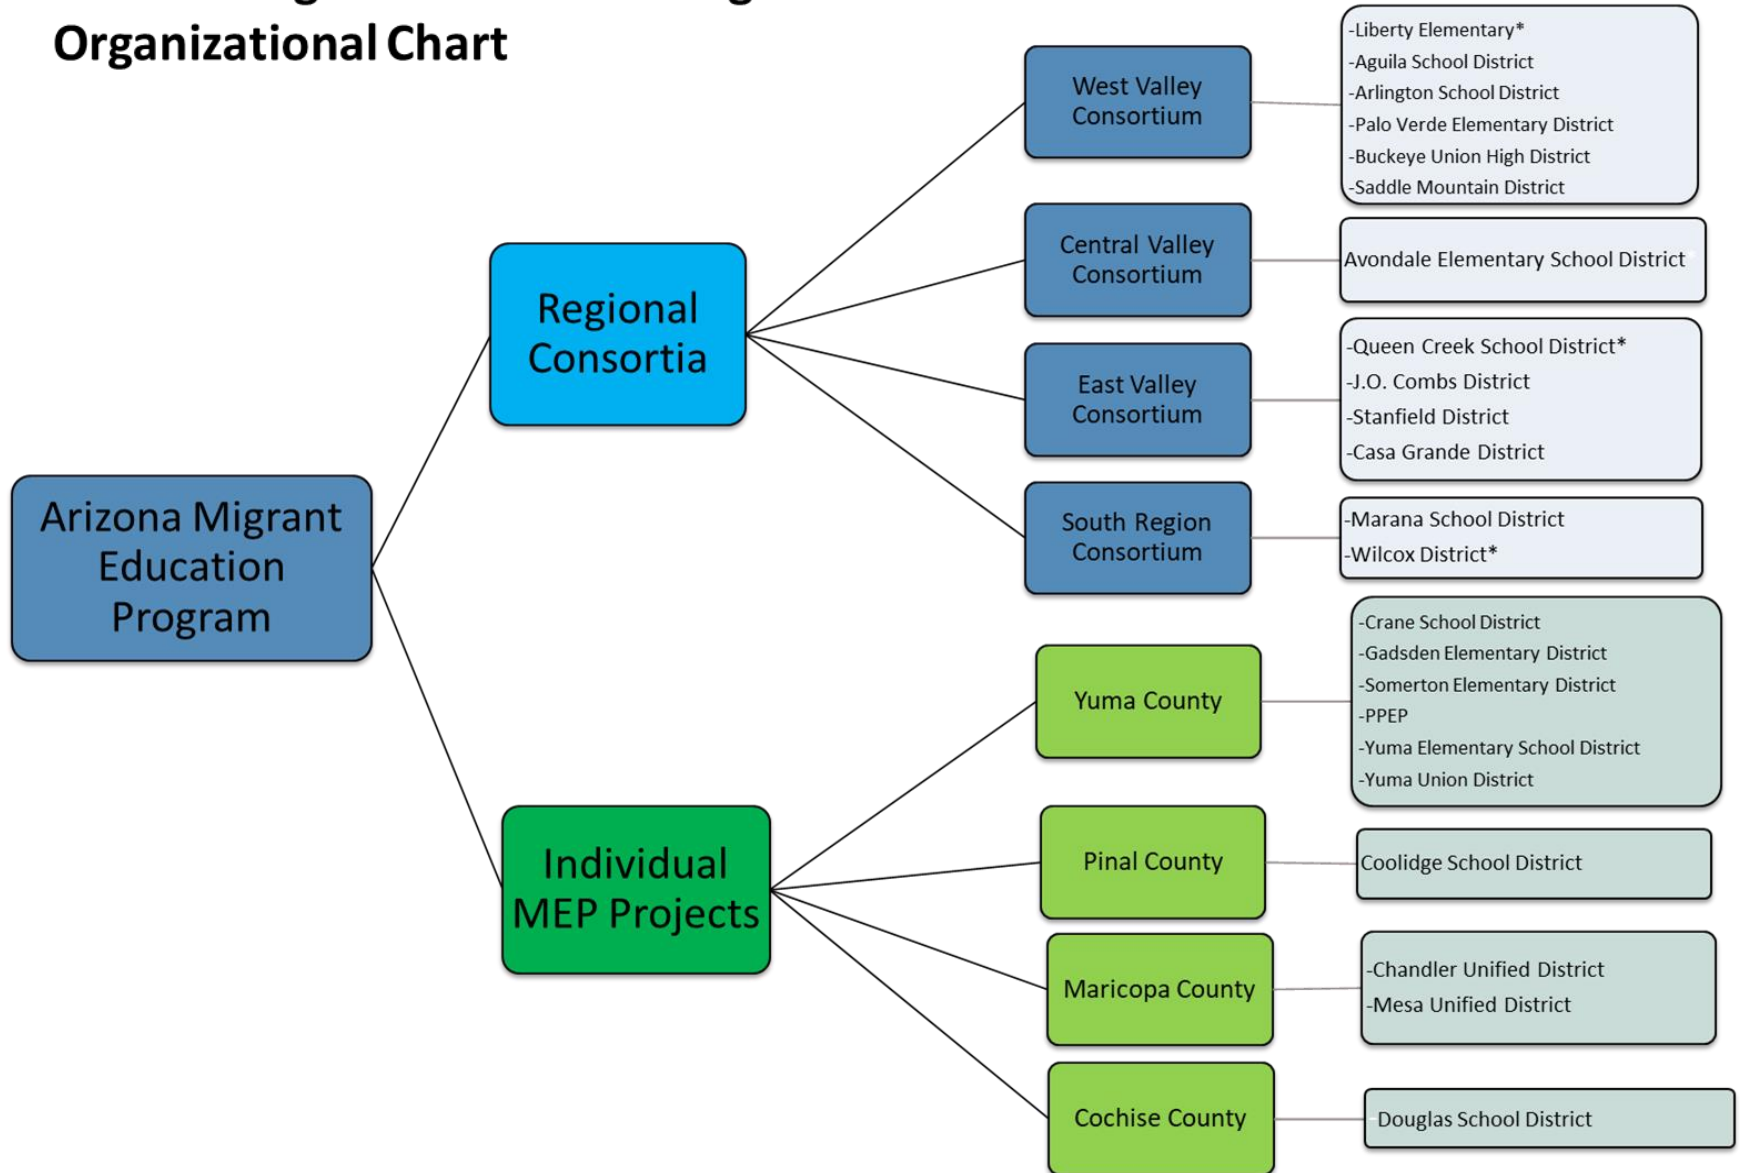 Organizational Chart
Arizona Migrant
Education
Program
Regional
Consortia
West Valley
Consortium
-Liberty Elementary*
-Aguila School District
-Arlington School District
-Palo Verde Elementary District
-Buckeye Union High District
-Saddle Mountain District
Central Valley
Consortium
Avondale Elementary School District
East Valley
Consortium
-Queen Creek School District*
-J.O. Combs District
-Stanfield District
-Casa Grande District
South Region
Consortium
-Marana School District
-Wilcox District*
Individual
MEP Projects
Yuma County
-Crane School District
-Gadsden Elementary District
-Somerton Elementary District
-PPEP
-Yuma Elementary School District
-Yuma Union District
Pinal County
Coolidge School District
Maricopa County
-Chandler Unified District
-Mesa Unified District
Cochise County
Douglas School District